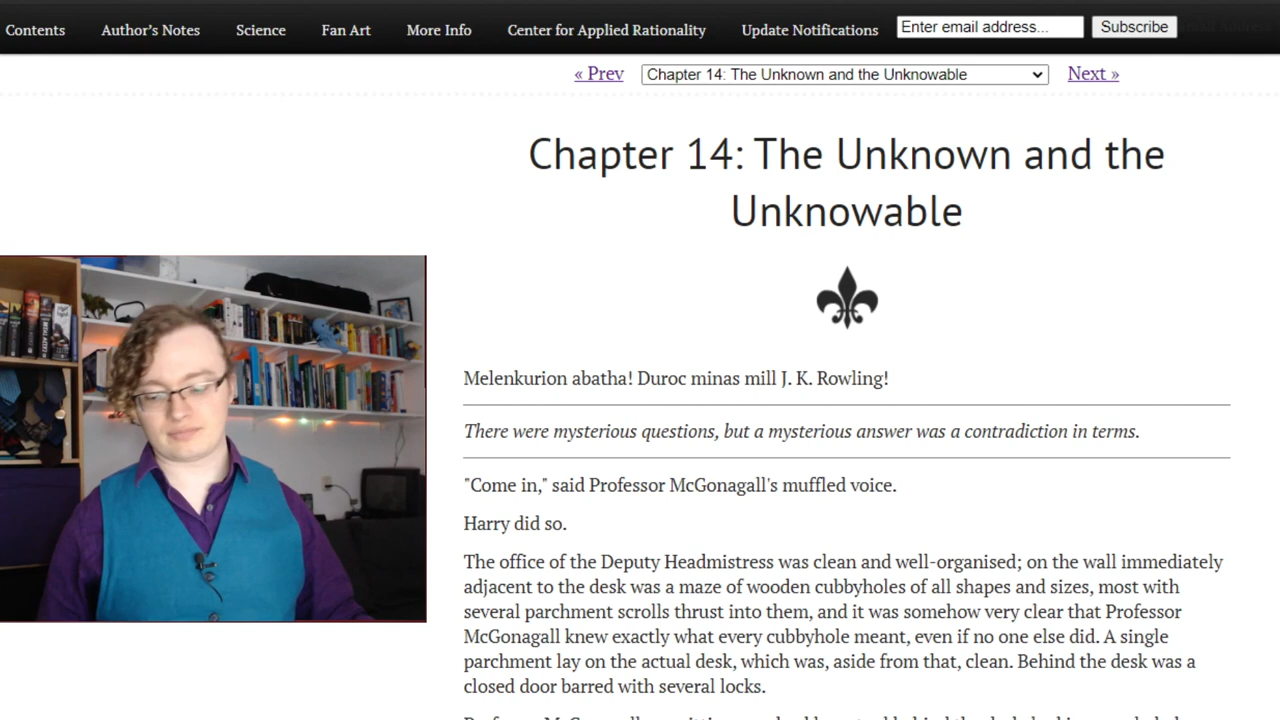 Contents Author's Notes Science Fan Art More Info Center for Applied Rationality Update Notifications Enter email address... Subscribe
« Prev Chapter 14: The Unknown and the Unknowable Next »
Chapter 14: The Unknown and the
Unknowable
Melenkurion abatha! Duroc minas mill J. K. Rowling!
There were mysterious questions, but a mysterious answer was a contradiction in terms.
"Come in," said Professor McGonagall's muffled voice.
Harry did so.
The office of the Deputy Headmistress was clean and well-organised; on the wall immediately
adjacent to the desk was a maze of wooden cubbyholes of all shapes and sizes, most with
several parchment scrolls thrust into them, and it was somehow very clear that Professor
McGonagall knew exactly what every cubbyhole meant, even if no one else did. A single
parchment lay on the actual desk, which was, aside from that, clean. Behind the desk was a
closed door barred with several locks.